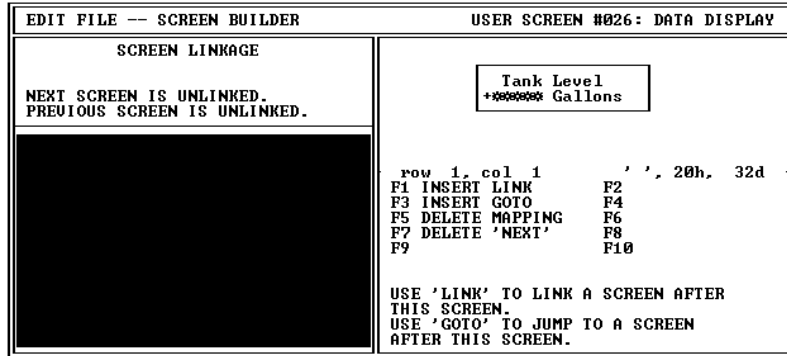 EDIT FILE -- SCREEN BUILDER
USER SCREEN #026: DATA DISPLAY
SCREEN LINKAGE
NEXT SCREEN IS UNLINKED.
PREVIOUS SCREEN IS UNLINKED.
Tank Level
+※※※※※ Gallons
row 1, col 1 ' ', 20h, 32d
F1 INSERT LINK F2
F3 INSERT GOTO F4
F5 DELETE MAPPING F6
F7 DELETE 'NEXT' F8
F9 F10
USE 'LINK' TO LINK A SCREEN AFTER
THIS SCREEN.
USE 'GOTO' TO JUMP TO A SCREEN
AFTER THIS SCREEN.